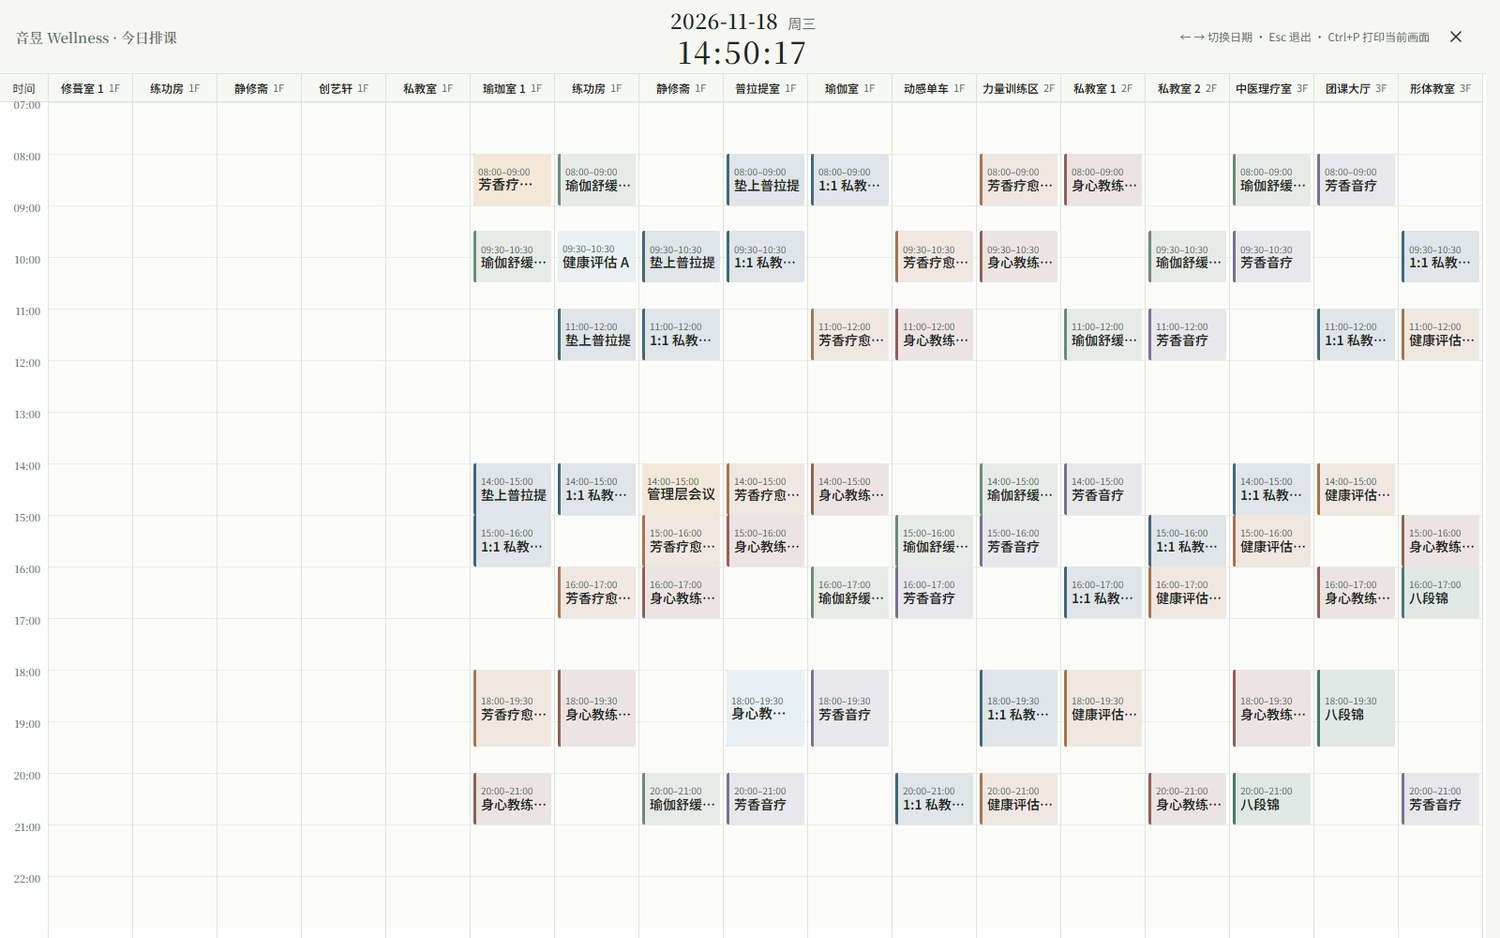 音昱 Wellness · 今日排课
2026-11-18 周三
14:50:17
← → 切换日期 · Esc 退出 · Ctrl+P 打印当前画面 ×
时间 修葺室 1 1F 练功房 1F 静修斋 1F 创艺轩 1F 私教室 1F 瑜珈室 1 1F 练功房 1F 静修斋 1F 普拉提室 1F 瑜伽室 1F 动感单车 1F 力量训练区 2F 私教室 1 2F 私教室 2 2F 中医理疗室 3F 团课大厅 3F 形体教室 3F
07:00
08:00
08:00–09:00 08:00–09:00 08:00–09:00 08:00–09:00 08:00–09:00 08:00–09:00 08:00–09:00 08:00–09:00
芳香疗… 瑜伽舒缓… 垫上普拉提 1:1 私教… 芳香疗愈… 身心教练… 瑜伽舒缓… 芳香音疗
09:00
09:30–10:30 09:30–10:30 09:30–10:30 09:30–10:30 09:30–10:30 09:30–10:30 09:30–10:30 09:30–10:30 09:30–10:30
10:00 瑜伽舒缓… 健康评估 A 垫上普拉提 1:1 私教… 芳香疗愈… 身心教练… 瑜伽舒缓… 芳香音疗 1:1 私教…
11:00
11:00–12:00 11:00–12:00 11:00–12:00 11:00–12:00 11:00–12:00 11:00–12:00 11:00–12:00 11:00–12:00
垫上普拉提 1:1 私教… 芳香疗愈… 身心教练… 瑜伽舒缓… 芳香音疗 1:1 私教… 健康评估…
12:00
13:00
14:00
14:00–15:00 14:00–15:00 14:00–15:00 14:00–15:00 14:00–15:00 14:00–15:00 14:00–15:00 14:00–15:00 14:00–15:00
垫上普拉提 1:1 私教… 管理层会议 芳香疗愈… 身心教练… 瑜伽舒缓… 芳香音疗 1:1 私教… 健康评估…
15:00
15:00–16:00 15:00–16:00 15:00–16:00 15:00–16:00 15:00–16:00 15:00–16:00 15:00–16:00 15:00–16:00
1:1 私教… 芳香疗愈… 身心教练… 瑜伽舒缓… 芳香音疗 1:1 私教… 健康评估… 身心教练…
16:00
16:00–17:00 16:00–17:00 16:00–17:00 16:00–17:00 16:00–17:00 16:00–17:00 16:00–17:00 16:00–17:00
芳香疗愈… 身心教练… 瑜伽舒缓… 芳香音疗 1:1 私教… 健康评估… 身心教练… 八段锦
17:00
18:00
18:00–19:30 18:00–19:30 18:00–19:30 18:00–19:30 18:00–19:30 18:00–19:30 18:00–19:30 18:00–19:30
芳香疗愈… 身心教练… 身心教… 芳香音疗 1:1 私教… 健康评估… 身心教练… 八段锦
19:00
20:00
20:00–21:00 20:00–21:00 20:00–21:00 20:00–21:00 20:00–21:00 20:00–21:00 20:00–21:00 20:00–21:00
身心教练… 瑜伽舒缓… 芳香音疗 1:1 私教… 健康评估… 身心教练… 八段锦 芳香音疗
21:00
22:00